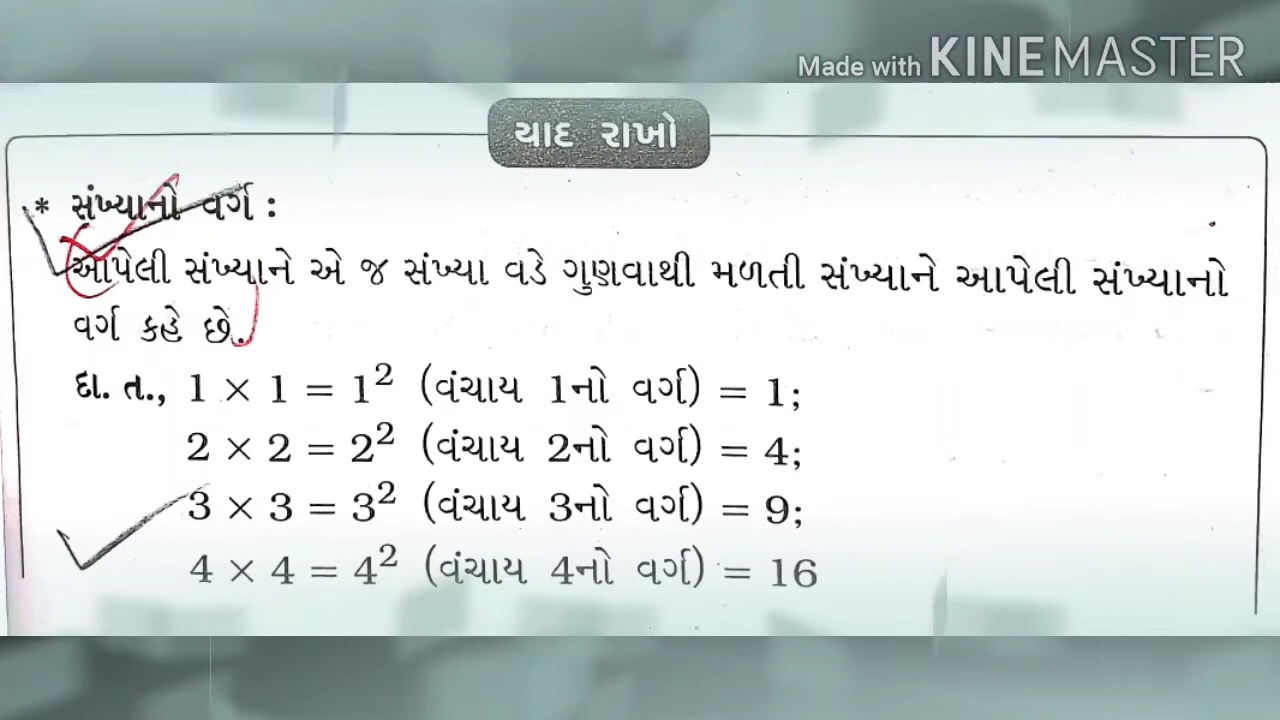 Made with KINEMASTER
યાદ રાખો
* સંખ્યાનો વર્ગ :
આપેલી સંખ્યાને એ જ સંખ્યા વડે ગુણવાથી મળતી સંખ્યાને આપેલી સંખ્યાનો
વર્ગ કહે છે.
દા. ત., 1 × 1 = 1² (વંચાય 1નો વર્ગ) = 1;
2 × 2 = 2² (વંચાય 2નો વર્ગ) = 4;
3 × 3 = 3² (વંચાય 3નો વર્ગ) = 9;
4 × 4 = 4² (વંચાય 4નો વર્ગ) = 16